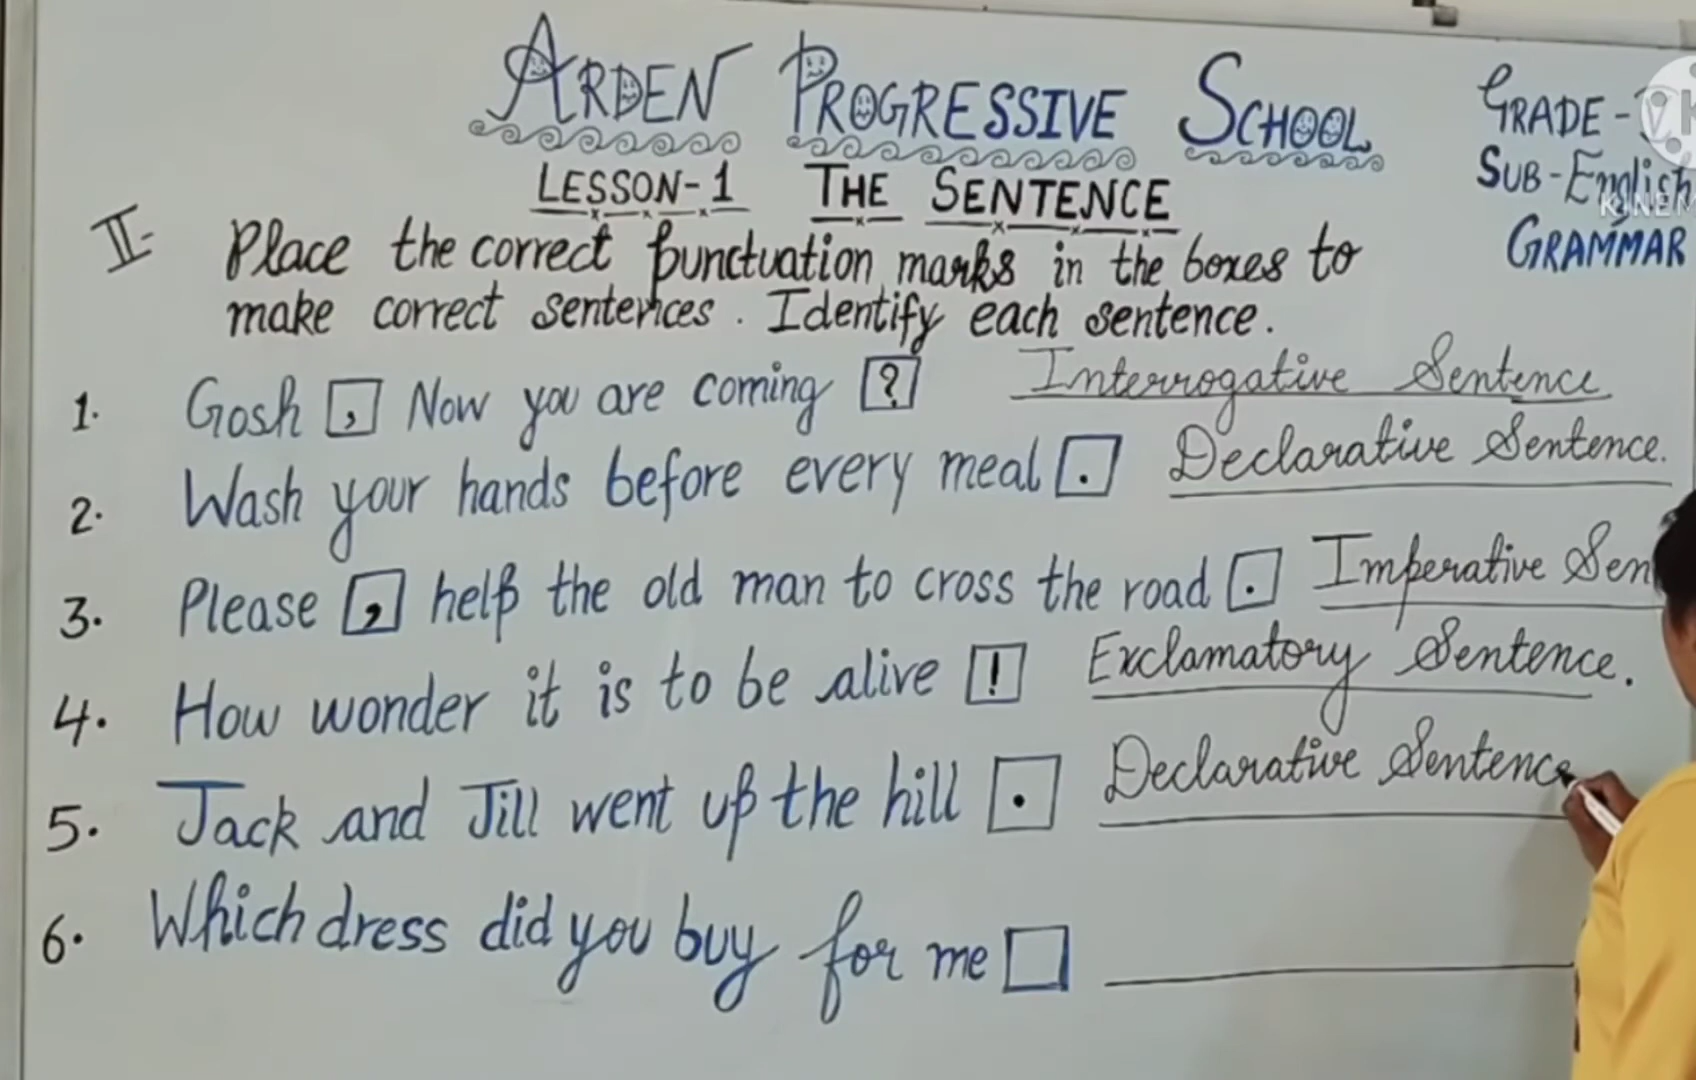 ARDEN PROGRESSIVE SCHOOL
GRADE -
SUB - English
GRAMMAR
KINEM
LESSON-1 THE SENTENCE
II- Place the correct punctuation marks in the boxes to
make correct sentences. Identify each sentence.
1. Gosh , Now you are coming ? Interrogative Sentence
2. Wash your hands before every meal . Declarative Sentence.
3. Please , help the old man to cross the road . Imperative Sen
4. How wonder it is to be alive ! Exclamatory Sentence.
5. Jack and Jill went up the hill . Declarative Sentence
6. Which dress did you buy for me